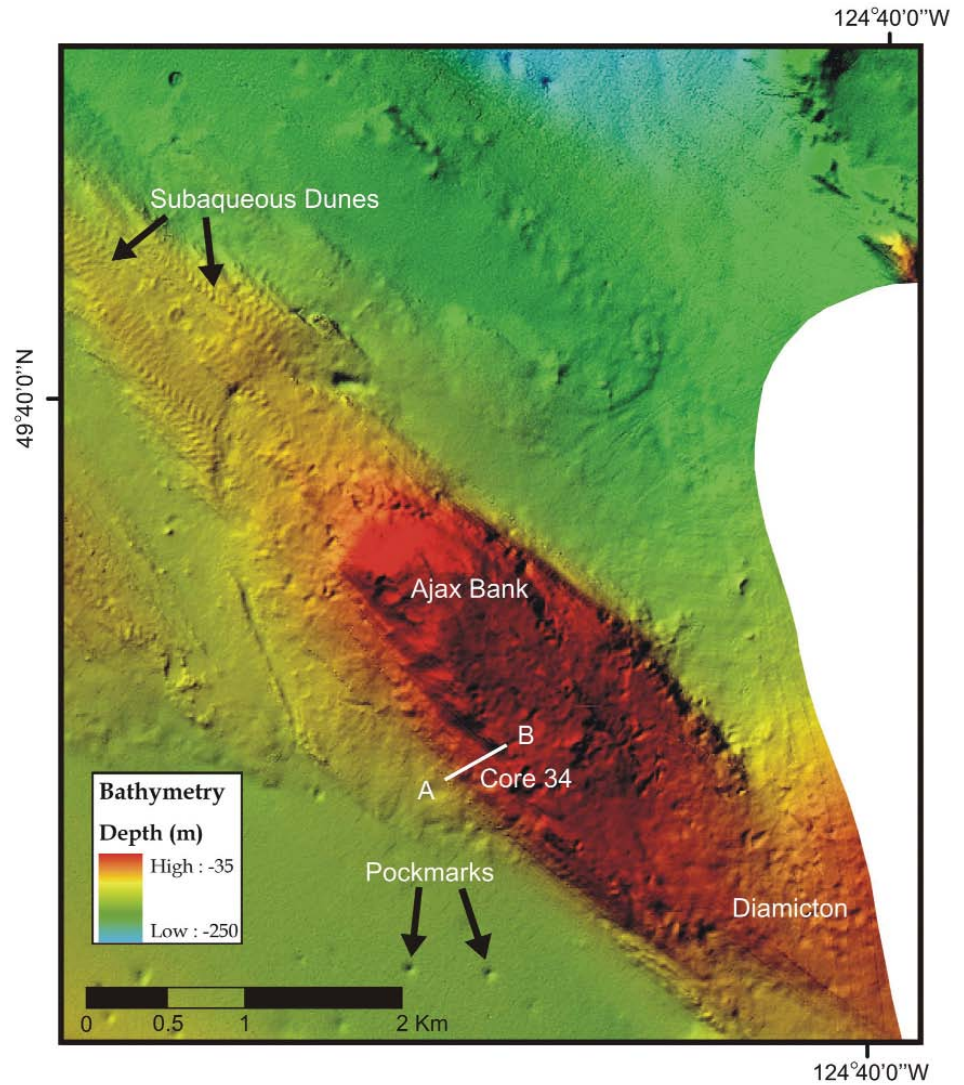 124°40'0''W
Subaqueous Dunes
49°40'0''N
Ajax Bank
B
Core 34
A
Bathymetry
Depth (m)
High : -35
Low : -250
Pockmarks
Diamicton
0 0.5 1 2 Km
124°40'0''W